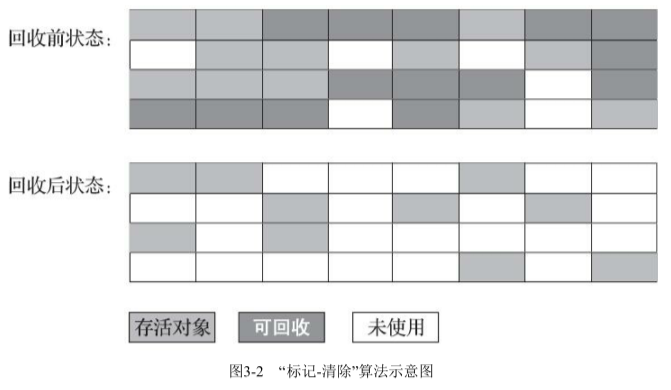 回收前状态：
回收后状态：
存活对象
可回收
未使用
图3-2 “标记-清除”算法示意图